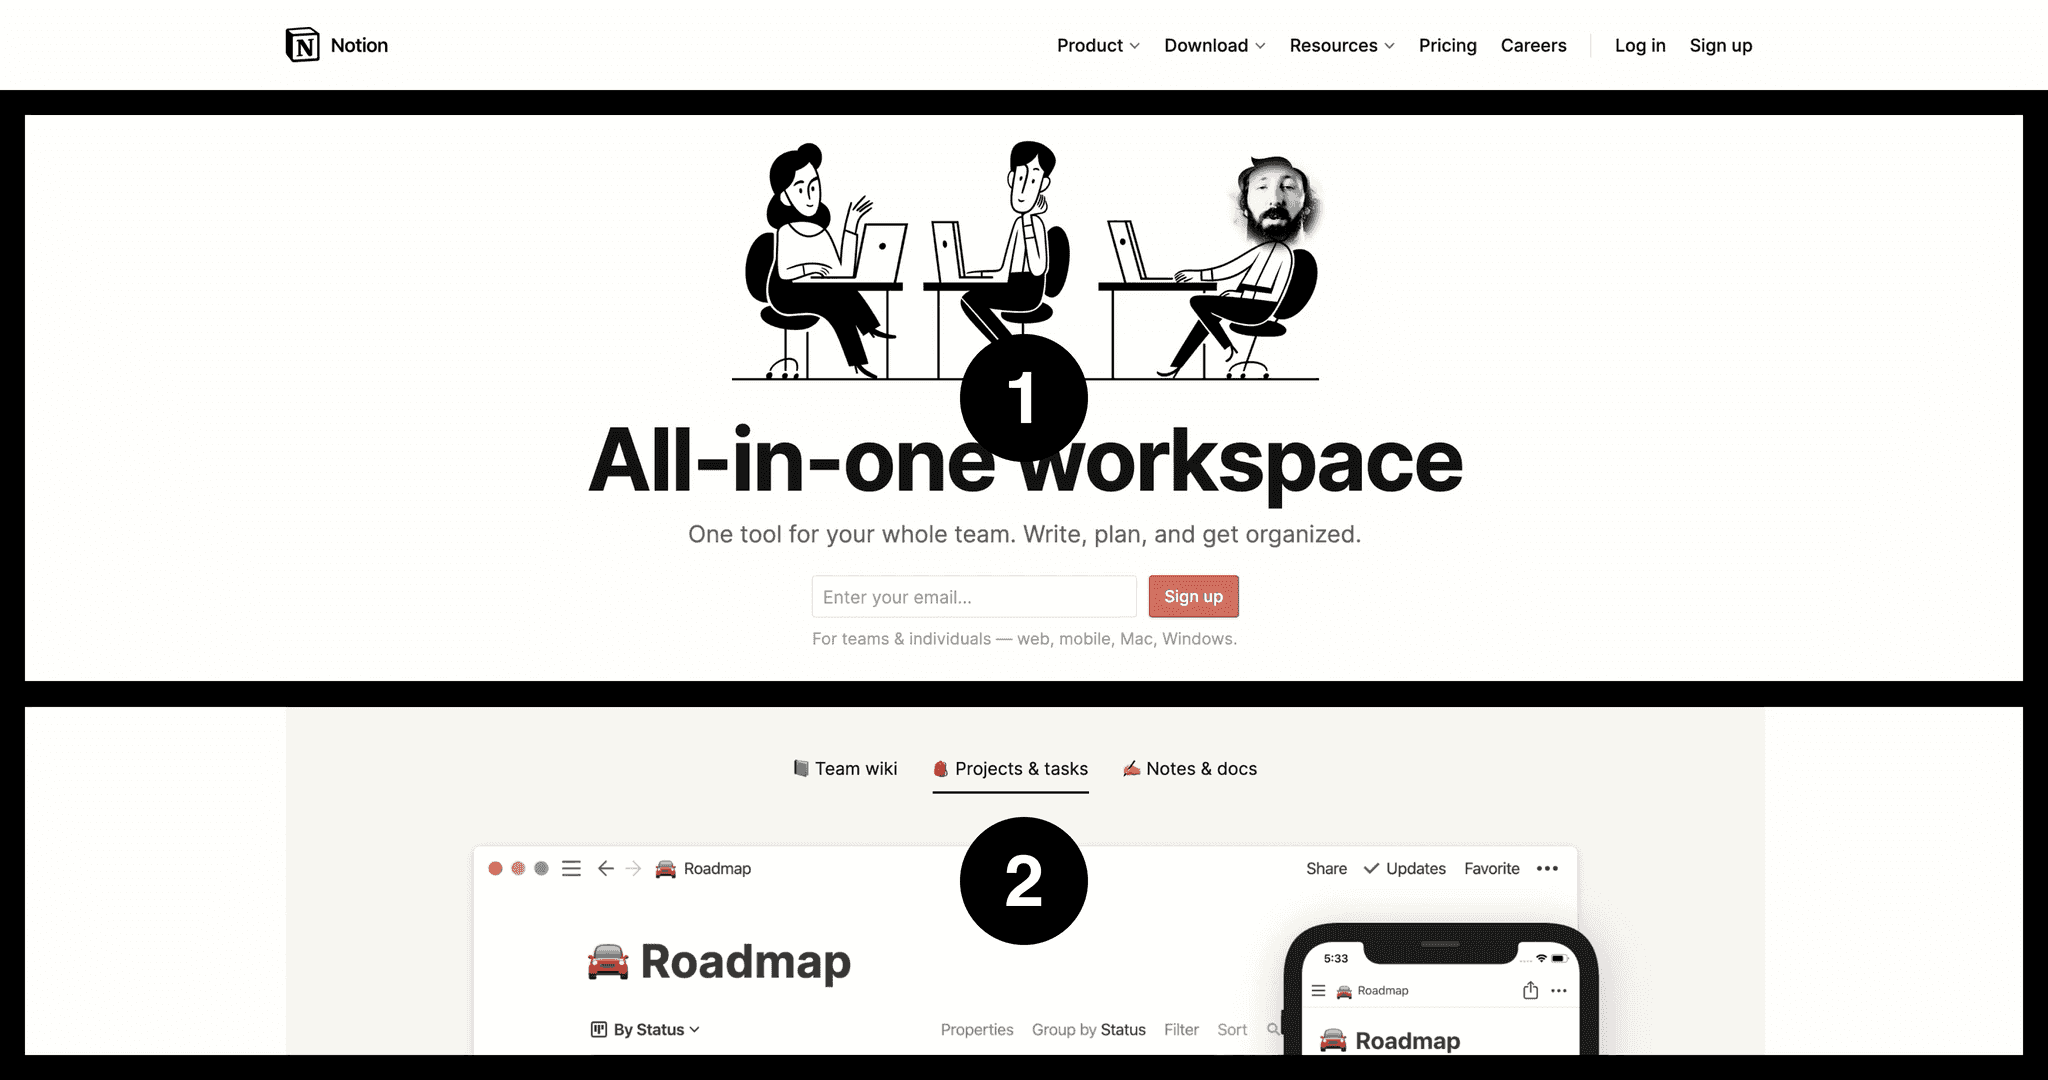 N Notion
Product Download Resources Pricing Careers Log in Sign up
1
All-in-one workspace
One tool for your whole team. Write, plan, and get organized.
Enter your email... Sign up
For teams & individuals — web, mobile, Mac, Windows.
Team wiki Projects & tasks Notes & docs
2
Roadmap Share Updates Favorite •••
Roadmap
By Status Properties Group by Status Filter Sort
5:33
Roadmap •••
Roadmap